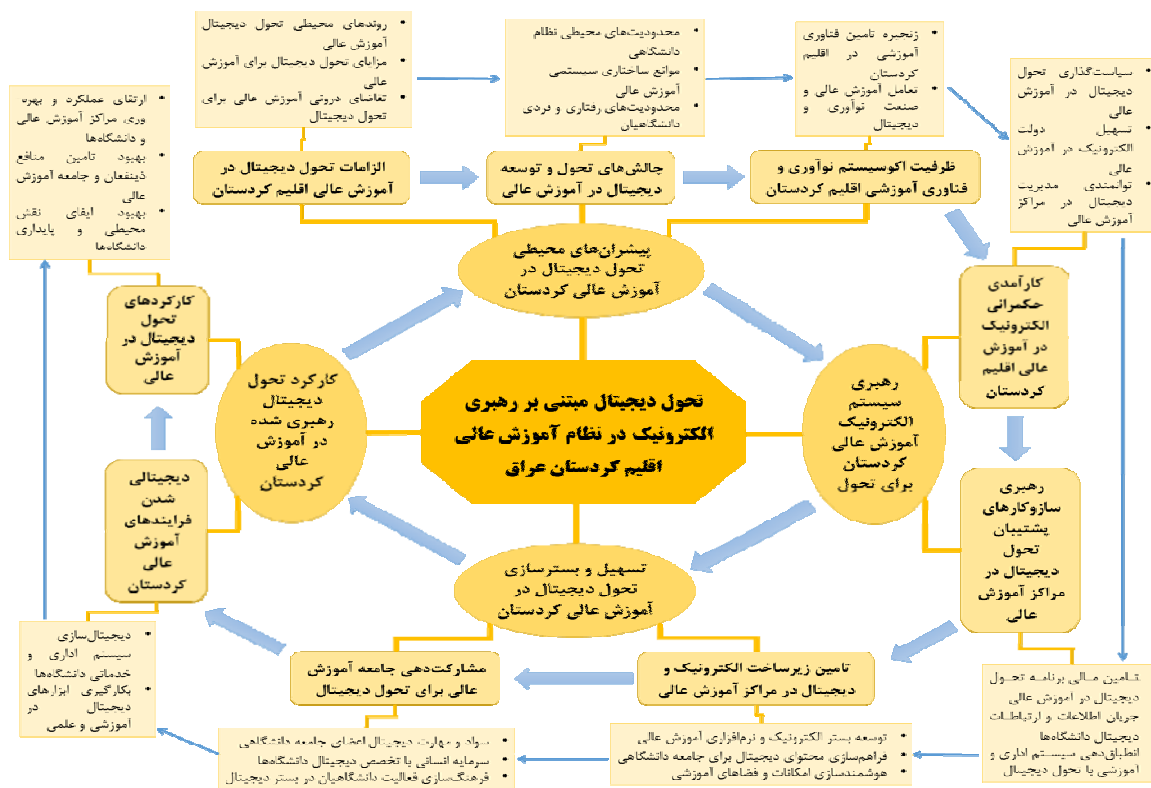 روندهای محیطی تحول دیجیتال
آموزش عالی
مزایای تحول دیجیتال برای آموزش
عالی
تقاضای درونی آموزش عالی برای
تحول دیجیتال
محدودیت‌های محیطی نظام
دانشگاهی
موانع ساختاری سیستمی
آموزش عالی
محدودیت‌های رفتاری و فردی
دانشگاهیان
زنجیره تامین فناوری
آموزشی در اقلیم
کردستان
تعامل آموزش عالی و
صنعت نوآوری و
دیجیتال
سیاست‌گذاری تحول
دیجیتال در آموزش
عالی
تسهیل دولت
الکترونیک در آموزش
عالی
توانمندی مدیریت
دیجیتال در مراکز
آموزش عالی
ارتقای عملکرد و بهره
وری مراکز آموزش عالی
و دانشگاه‌ها
بهبود تامین منافع
ذینفعان و جامعه آموزش
عالی
بهبود ایفای نقش
محیطی و پایداری
دانشگاه‌ها
الزامات تحول دیجیتال در
آموزش عالی اقلیم کردستان
چالش‌های تحول و توسعه
دیجیتال در آموزش عالی
ظرفیت اکوسیستم نوآوری و
فناوری آموزشی اقلیم کردستان
پیشران‌های محیطی
تحول دیجیتال در
آموزش عالی کردستان
کارآمدی
حکمرانی
الکترونیک
در آموزش
عالی اقلیم
کردستان
رهبری
سیستم
الکترونیک
آموزش عالی
کردستان
برای تحول
تحول دیجیتال مبتنی بر رهبری
الکترونیک در نظام آموزش عالی
اقلیم کردستان عراق
کارکرد تحول
دیجیتال
رهبری شده
در آموزش
عالی
کردستان
کارکردهای
تحول
دیجیتال در
آموزش
عالی
دیجیتالی
شدن
فرایندهای
آموزش
عالی
کردستان
رهبری
سازوکارهای
پشتیبان
تحول
دیجیتال در
مراکز آموزش
عالی
تسهیل و بسترسازی
تحول دیجیتال در
آموزش عالی کردستان
تامین زیرساخت الکترونیک و
دیجیتال در مراکز آموزش عالی
مشارکت‌دهی جامعه آموزش
عالی برای تحول دیجیتال
تامین مالی برنامه تحول
دیجیتال در آموزش عالی
جریان اطلاعات و ارتباطات
دیجیتال دانشگاه‌ها
انطباق‌دهی سیستم اداری و
آموزشی با تحول دیجیتال
توسعه بستر الکترونیک و نرم‌افزاری آموزش عالی
فراهم‌سازی محتوای دیجیتال برای جامعه دانشگاهی
هوشمندسازی امکانات و فضاهای آموزشی
سواد و مهارت دیجیتال اعضای جامعه دانشگاهی
سرمایه انسانی با تخصص دیجیتال دانشگاه‌ها
فرهنگ‌سازی فعالیت دانشگاهیان در بستر دیجیتال
دیجیتال‌سازی
سیستم اداری و
خدماتی دانشگاه‌ها
بکارگیری ابزارهای
دیجیتال در
آموزشی و علمی